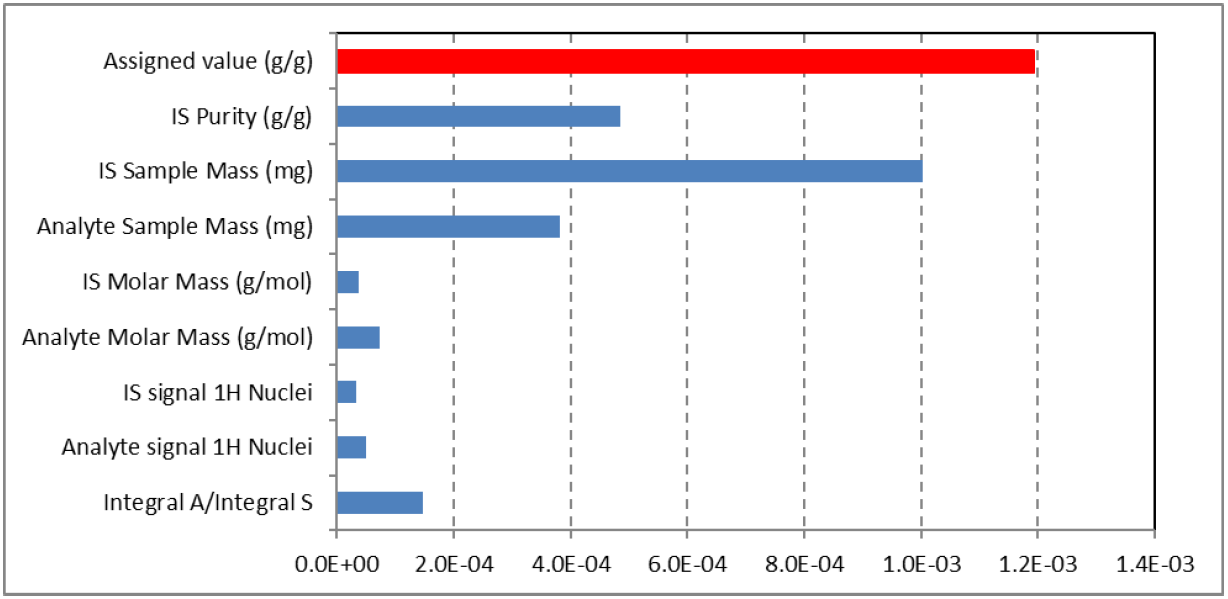 Assigned value (g/g)
IS Purity (g/g)
IS Sample Mass (mg)
Analyte Sample Mass (mg)
IS Molar Mass (g/mol)
Analyte Molar Mass (g/mol)
IS signal 1H Nuclei
Analyte signal 1H Nuclei
Integral A/Integral S
0.0E+00 2.0E-04 4.0E-04 6.0E-04 8.0E-04 1.0E-03 1.2E-03 1.4E-03